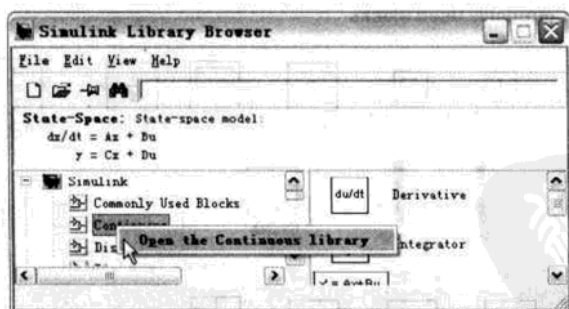 Simulink Library Browser
File Edit View Help
State-Space: State-space model:
dx/dt = Ax + Bu
y = Cx + Du
Simulink
Commonly Used Blocks
Open the Continuous library
du/dt Derivative